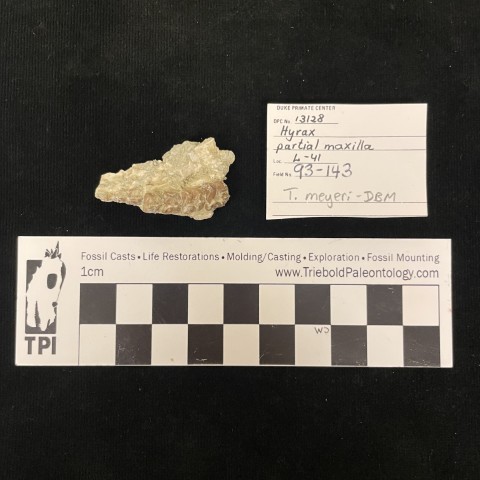 DUKE PRIMATE CENTER
DPC No. 13128
Hyrax
partial maxilla
Loc. L-41
Field No. 93-143
T. meyeri-DBM
Fossil Casts • Life Restorations • Molding/Casting • Exploration • Fossil Mounting
1cm www.TrieboldPaleontology.com
TPI
CM